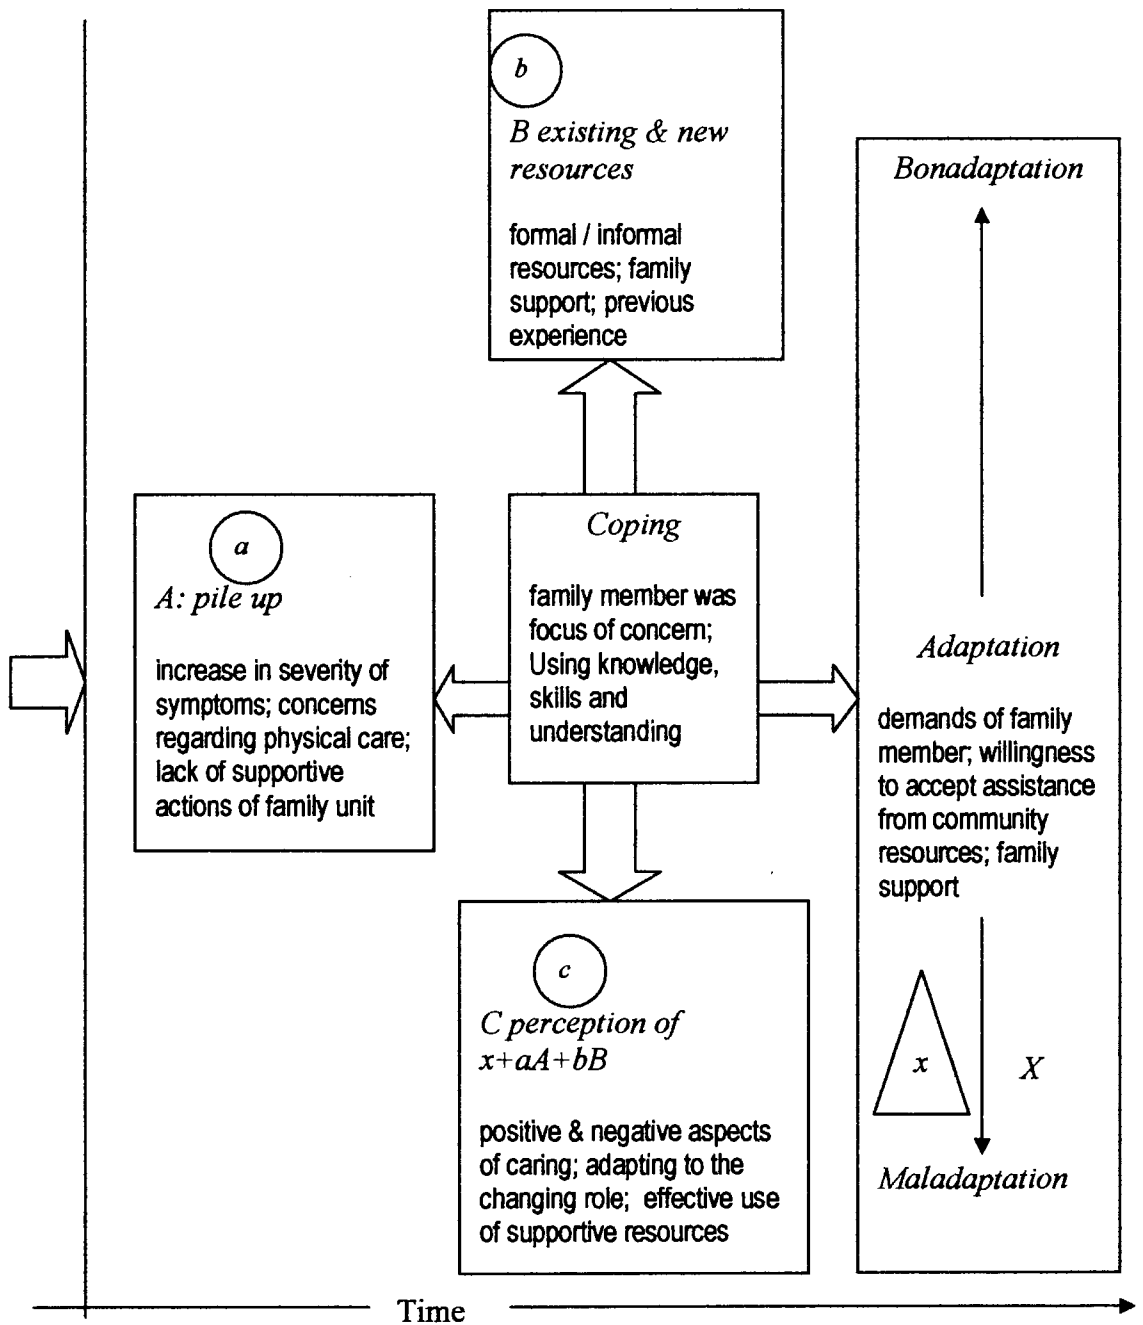 b
B existing & new
resources
formal / informal
resources; family
support; previous
experience
a
A: pile up
increase in severity of
symptoms; concerns
regarding physical care;
lack of supportive
actions of family unit
Coping
family member was
focus of concern;
Using knowledge,
skills and
understanding
c
C perception of
x+aA+bB
positive & negative aspects
of caring; adapting to the
changing role; effective use
of supportive resources
Bonadaptation
Adaptation
demands of family
member; willingness
to accept assistance
from community
resources; family
support
x
X
Maladaptation
Time